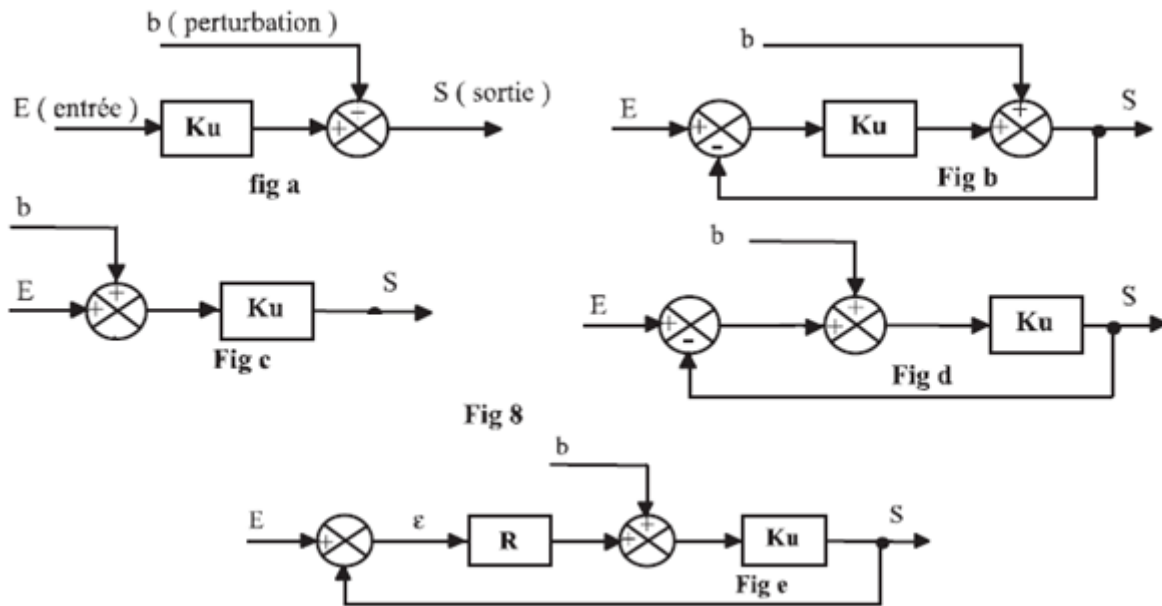 b ( perturbation)
E ( entrée )
−
+
Ku
S ( sortie )
fig a
b
E
+
-
Ku
+
+
S
Fig b
b
E
+
+
Ku
S
Fig c
b
E
+
-
+
+
Ku
S
Fig d
Fig 8
b
E
+
ε
R
+
+
Ku
S
Fig e